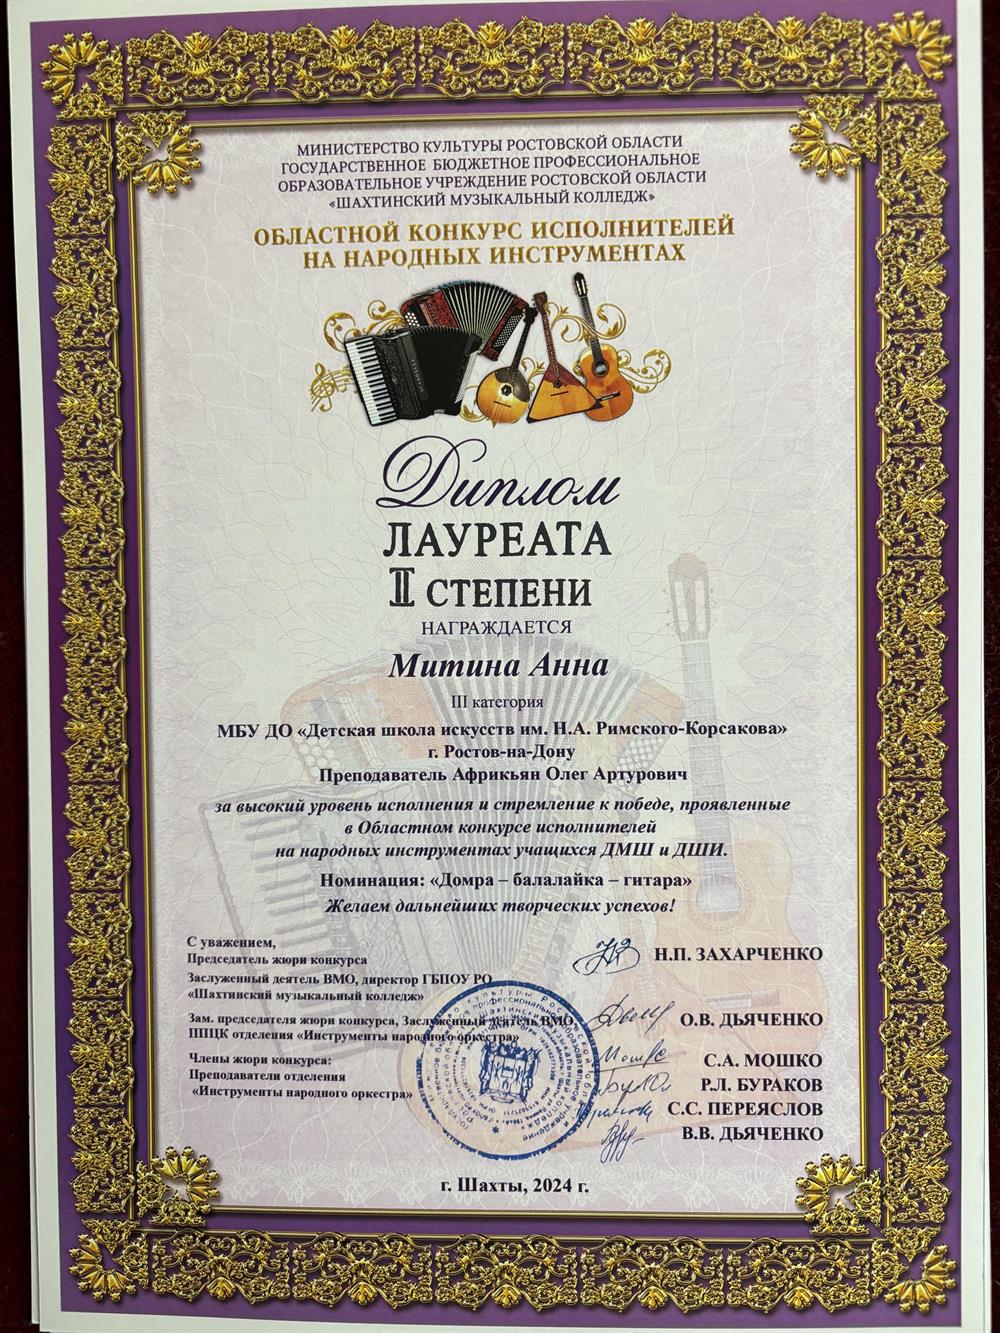 МИНИСТЕРСТВО КУЛЬТУРЫ РОСТОВСКОЙ ОБЛАСТИ
ГОСУДАРСТВЕННОЕ БЮДЖЕТНОЕ ПРОФЕССИОНАЛЬНОЕ
ОБРАЗОВАТЕЛЬНОЕ УЧРЕЖДЕНИЕ РОСТОВСКОЙ ОБЛАСТИ
«ШАХТИНСКИЙ МУЗЫКАЛЬНЫЙ КОЛЛЕДЖ»
ОБЛАСТНОЙ КОНКУРС ИСПОЛНИТЕЛЕЙ
НА НАРОДНЫХ ИНСТРУМЕНТАХ
Диплом
ЛАУРЕАТА
II СТЕПЕНИ
НАГРАЖДАЕТСЯ
Митина Анна
III категория
МБУ ДО «Детская школа искусств им. Н.А. Римского-Корсакова»
г. Ростов-на-Дону
Преподаватель Африкьян Олег Артурович
за высокий уровень исполнения и стремление к победе, проявленные
в Областном конкурсе исполнителей
на народных инструментах учащихся ДМШ и ДШИ.
Номинация: «Домра – балалайка – гитара»
Желаем дальнейших творческих успехов!
С уважением,
Председатель жюри конкурса
Н.П. ЗАХАРЧЕНКО
Заслуженный деятель ВМО, директор ГБПОУ РО
«Шахтинский музыкальный колледж»
Зам. председателя жюри конкурса, Заслуженный деятель ВМО,
ППЦК отделения «Инструменты народного оркестра»
О.В. ДЬЯЧЕНКО
Члены жюри конкурса:
Преподаватели отделения
«Инструменты народного оркестра»
С.А. МОШКО
Р.Л. БУРАКОВ
С.С. ПЕРЕЯСЛОВ
В.В. ДЬЯЧЕНКО
г. Шахты, 2024 г.